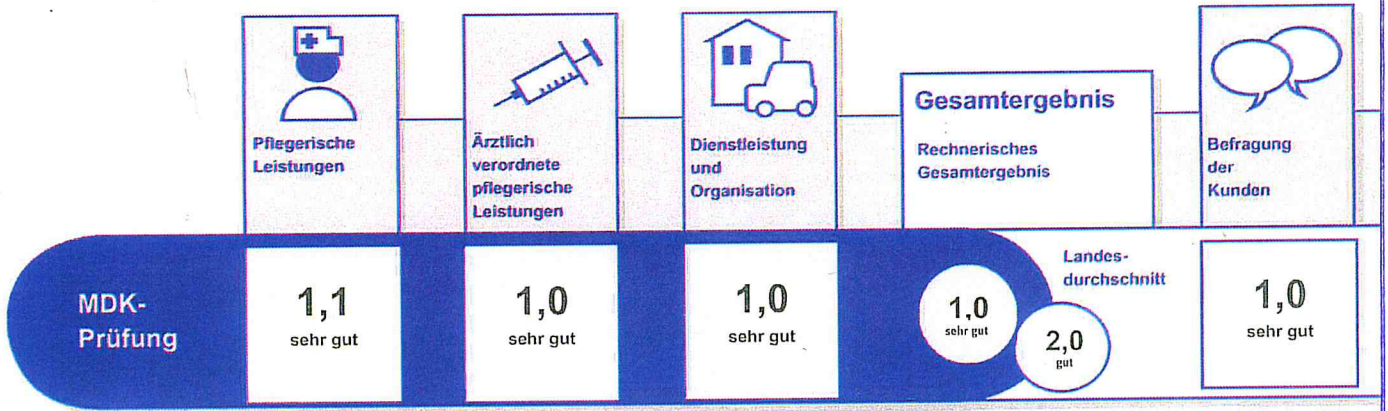 Pflegerische
Leistungen
Ärztlich
verordnete
pflegerische
Leistungen
Dienstleistung
und
Organisation
Gesamtergebnis
Rechnerisches
Gesamtergebnis
Befragung
der
Kunden
MDK-
Prüfung
1,1
sehr gut
1,0
sehr gut
1,0
sehr gut
1,0
sehr gut
Landes-
durchschnitt
2,0
gut
1,0
sehr gut